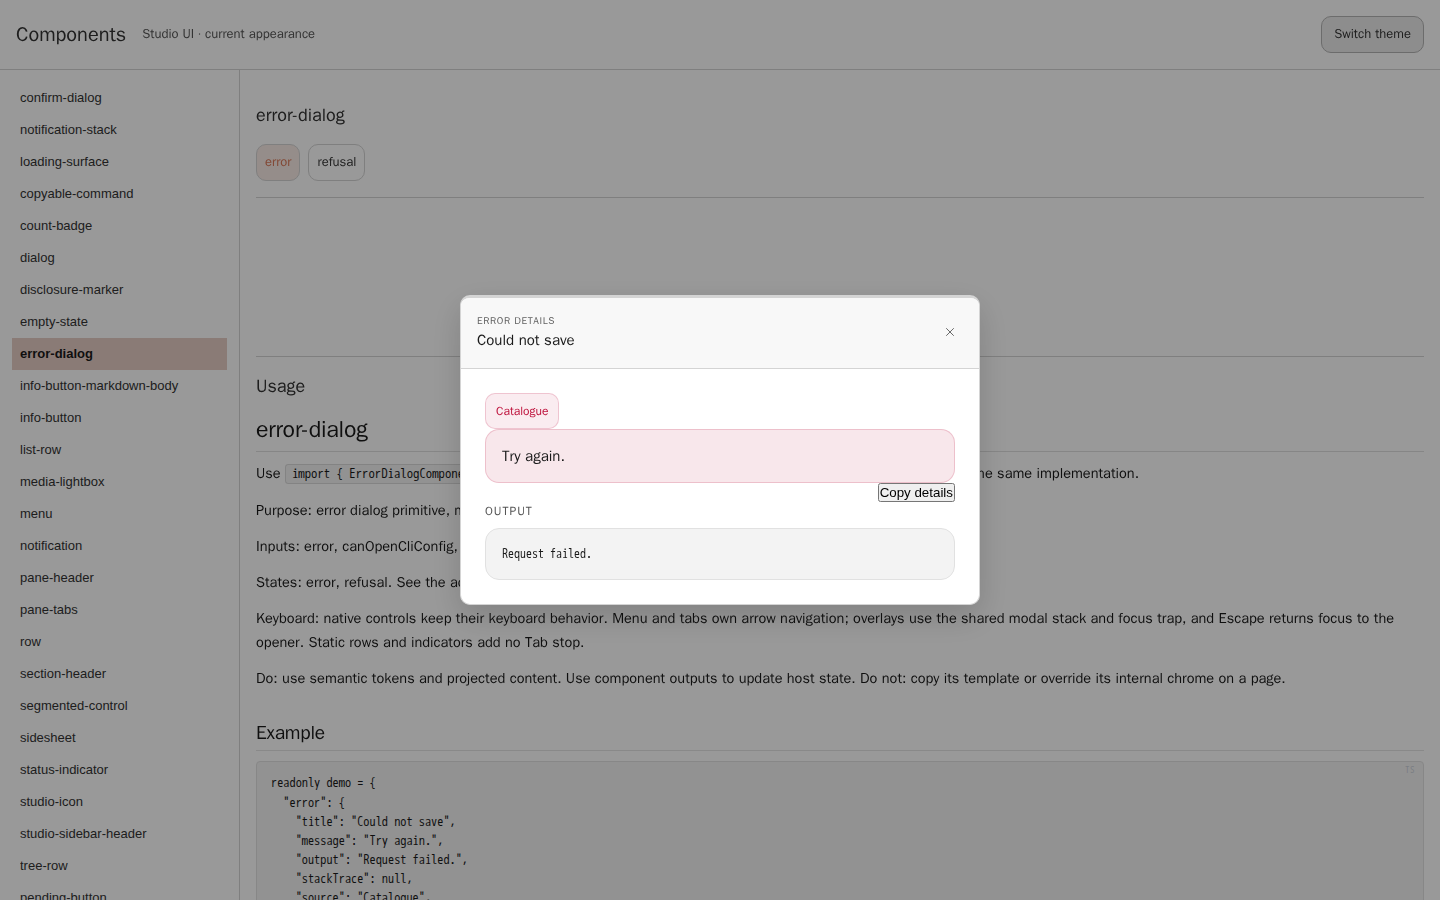 Components
Studio UI · current appearance
Switch theme
confirm-dialog
notification-stack
loading-surface
copyable-command
count-badge
dialog
disclosure-marker
empty-state
error-dialog
info-button-markdown-body
info-button
list-row
media-lightbox
menu
notification
pane-header
pane-tabs
row
section-header
segmented-control
sidesheet
status-indicator
studio-icon
studio-sidebar-header
tree-row
pending-button
error-dialog
error
refusal
ERROR DETAILS
Could not save
Catalogue
Try again.
Copy details
OUTPUT
Request failed.
Usage
error-dialog
Use import { ErrorDialogCompone
ne same implementation.
Purpose: error dialog primitive, n
Inputs: error, canOpenCliConfig,
States: error, refusal. See the ac
Keyboard: native controls keep their keyboard behavior. Menu and tabs own arrow navigation; overlays use the shared modal stack and focus trap, and Escape returns focus to the
opener. Static rows and indicators add no Tab stop.
Do: use semantic tokens and projected content. Use component outputs to update host state. Do not: copy its template or override its internal chrome on a page.
Example
TS
readonly demo = {
"error": {
"title": "Could not save",
"message": "Try again.",
"output": "Request failed.",
"stackTrace": null,
"source": "Catalogue",